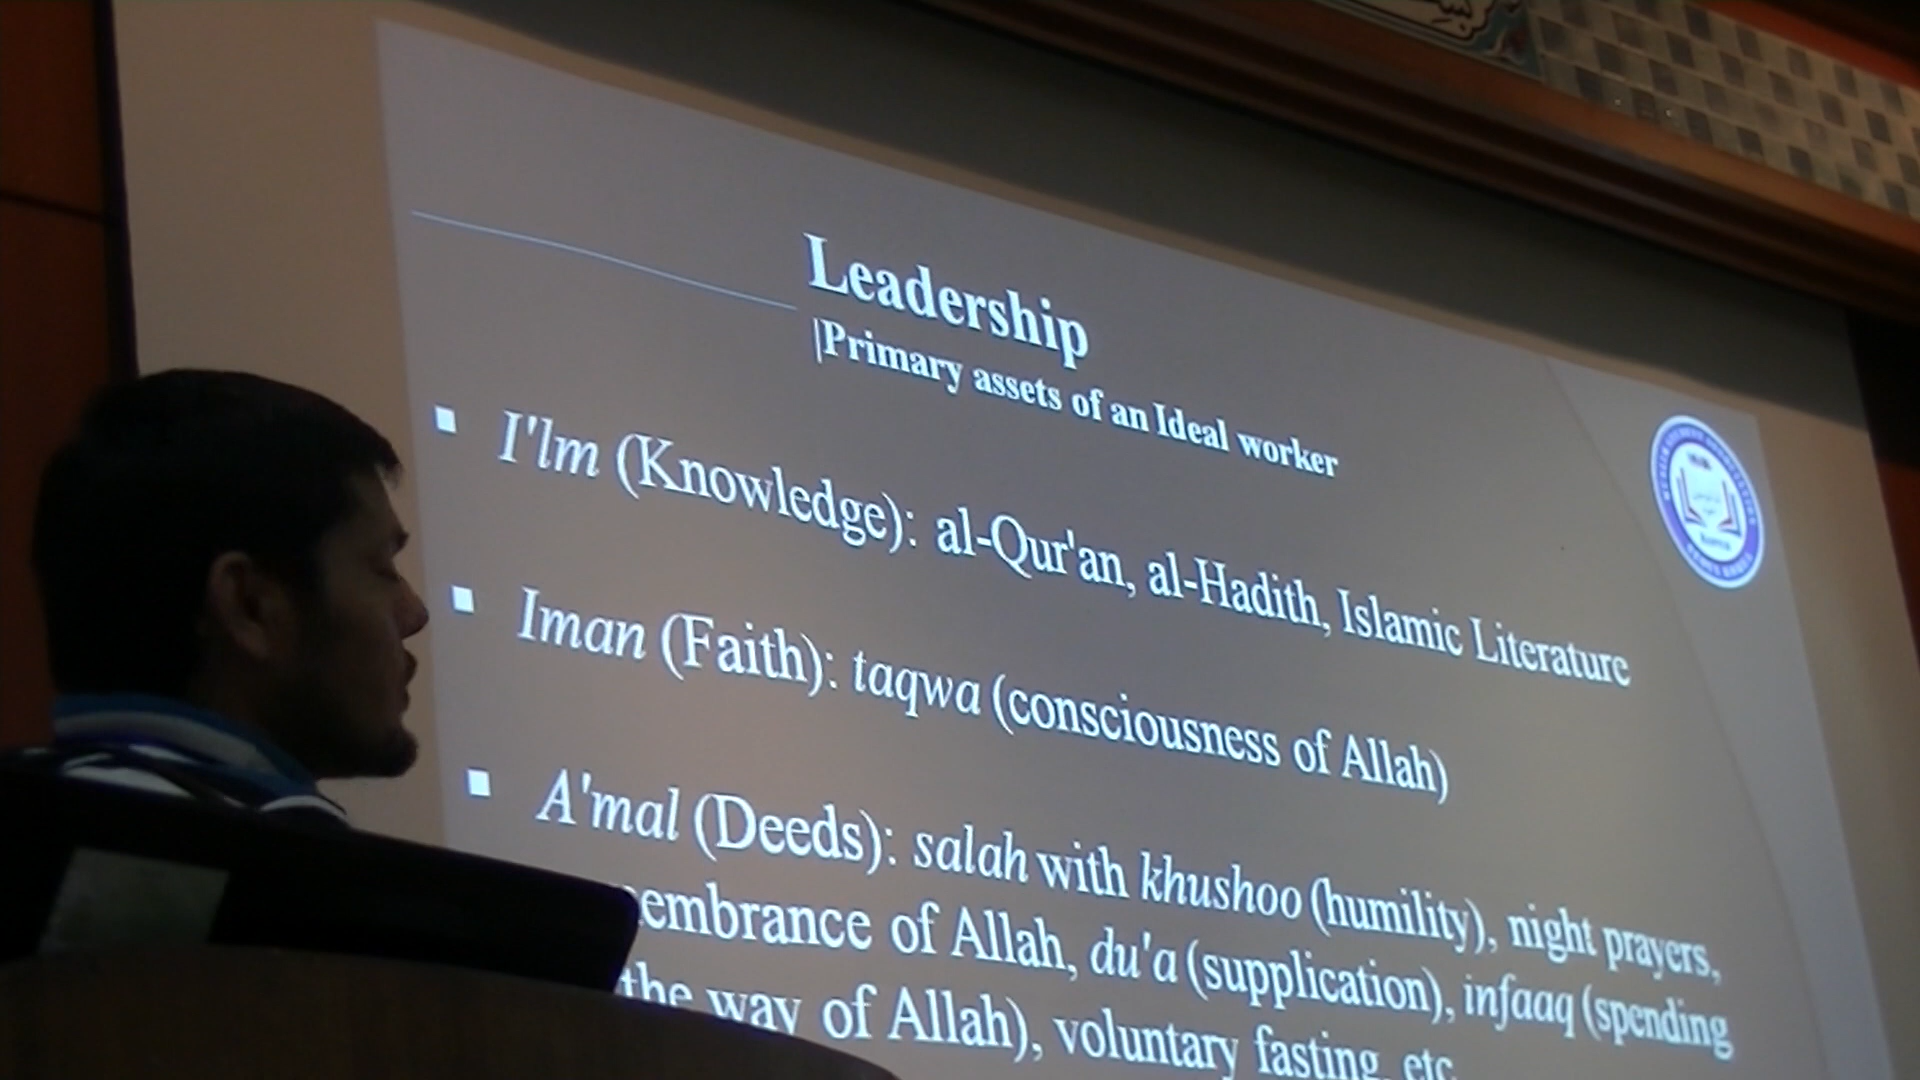 Leadership
|Primary assets of an Ideal worker
▪ I'lm (Knowledge): al-Qur'an, al-Hadith, Islamic Literature
▪ Iman (Faith): taqwa (consciousness of Allah)
▪ A'mal (Deeds): salah with khushoo (humility), night prayers,
embrance of Allah, du'a (supplication), infaaq (spending
the way of Allah), voluntary fasting, etc